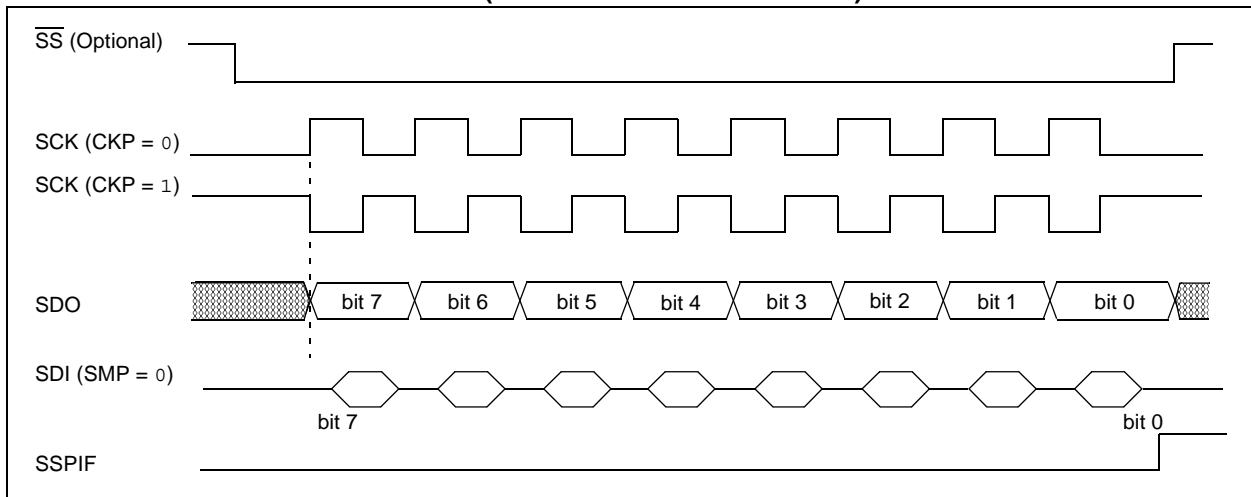 SS (Optional)
SCK (CKP = 0)
SCK (CKP = 1)
SDO
bit 7 bit 6 bit 5 bit 4 bit 3 bit 2 bit 1 bit 0
SDI (SMP = 0)
bit 7 bit 0
SSPIF